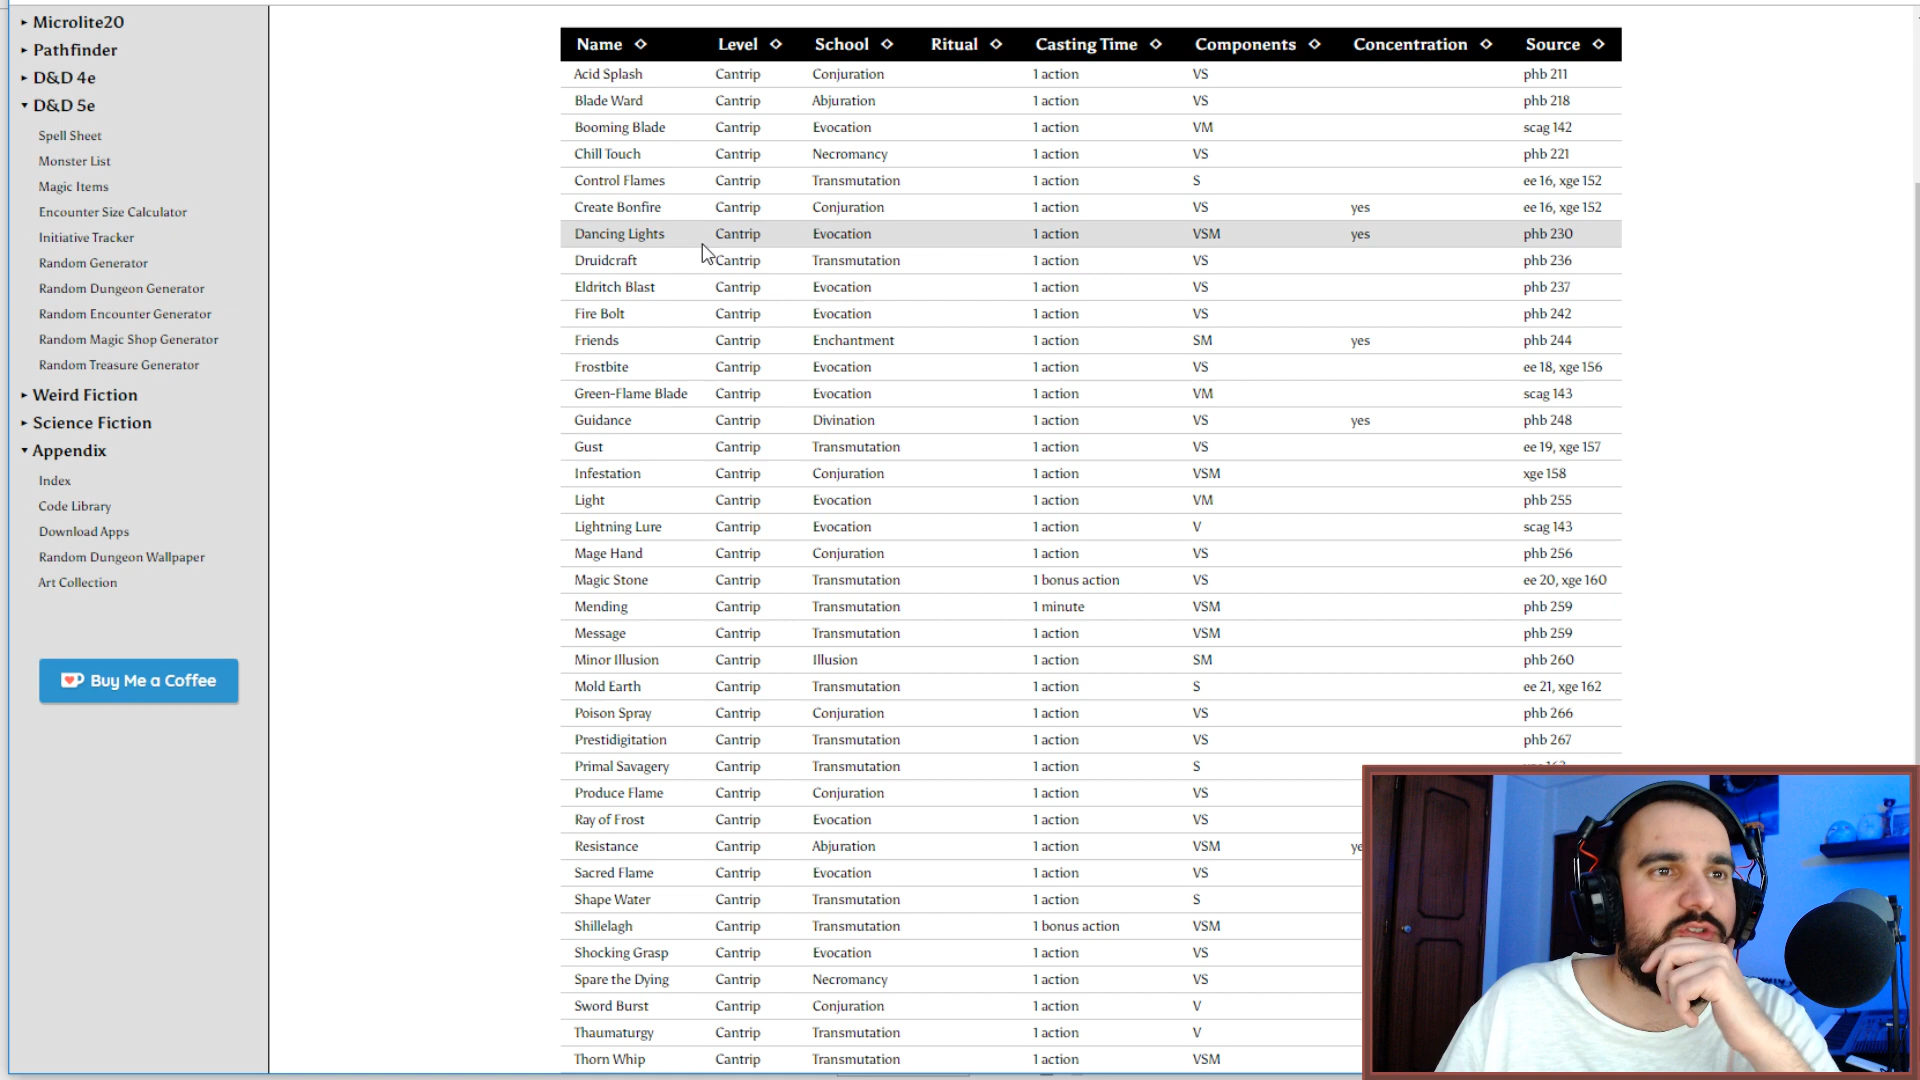 Microlite20
Pathfinder
D&D 4e
D&D 5e
Spell Sheet
Monster List
Magic Items
Encounter Size Calculator
Initiative Tracker
Random Generator
Random Dungeon Generator
Random Encounter Generator
Random Magic Shop Generator
Random Treasure Generator
Weird Fiction
Science Fiction
Appendix
Index
Code Library
Download Apps
Random Dungeon Wallpaper
Art Collection
Buy Me a Coffee
Name Level School Ritual Casting Time Components Concentration Source
Acid Splash Cantrip Conjuration 1 action VS phb 211
Blade Ward Cantrip Abjuration 1 action VS phb 218
Booming Blade Cantrip Evocation 1 action VM scag 142
Chill Touch Cantrip Necromancy 1 action VS phb 221
Control Flames Cantrip Transmutation 1 action S ee 16, xge 152
Create Bonfire Cantrip Conjuration 1 action VS yes ee 16, xge 152
Dancing Lights Cantrip Evocation 1 action VSM yes phb 230
Druidcraft Cantrip Transmutation 1 action VS phb 236
Eldritch Blast Cantrip Evocation 1 action VS phb 237
Fire Bolt Cantrip Evocation 1 action VS phb 242
Friends Cantrip Enchantment 1 action SM yes phb 244
Frostbite Cantrip Evocation 1 action VS ee 18, xge 156
Green-Flame Blade Cantrip Evocation 1 action VM scag 143
Guidance Cantrip Divination 1 action VS yes phb 248
Gust Cantrip Transmutation 1 action VS ee 19, xge 157
Infestation Cantrip Conjuration 1 action VSM xge 158
Light Cantrip Evocation 1 action VM phb 255
Lightning Lure Cantrip Evocation 1 action V scag 143
Mage Hand Cantrip Conjuration 1 action VS phb 256
Magic Stone Cantrip Transmutation 1 bonus action VS ee 20, xge 160
Mending Cantrip Transmutation 1 minute VSM phb 259
Message Cantrip Transmutation 1 action VSM phb 259
Minor Illusion Cantrip Illusion 1 action SM phb 260
Mold Earth Cantrip Transmutation 1 action S ee 21, xge 162
Poison Spray Cantrip Conjuration 1 action VS phb 266
Prestidigitation Cantrip Transmutation 1 action VS phb 267
Primal Savagery Cantrip Transmutation 1 action S
Produce Flame Cantrip Conjuration 1 action VS
Ray of Frost Cantrip Evocation 1 action VS
Resistance Cantrip Abjuration 1 action VSM
Sacred Flame Cantrip Evocation 1 action VS
Shape Water Cantrip Transmutation 1 action S
Shillelagh Cantrip Transmutation 1 bonus action VSM
Shocking Grasp Cantrip Evocation 1 action VS
Spare the Dying Cantrip Necromancy 1 action VS
Sword Burst Cantrip Conjuration 1 action V
Thaumaturgy Cantrip Transmutation 1 action V
Thorn Whip Cantrip Transmutation 1 action VSM